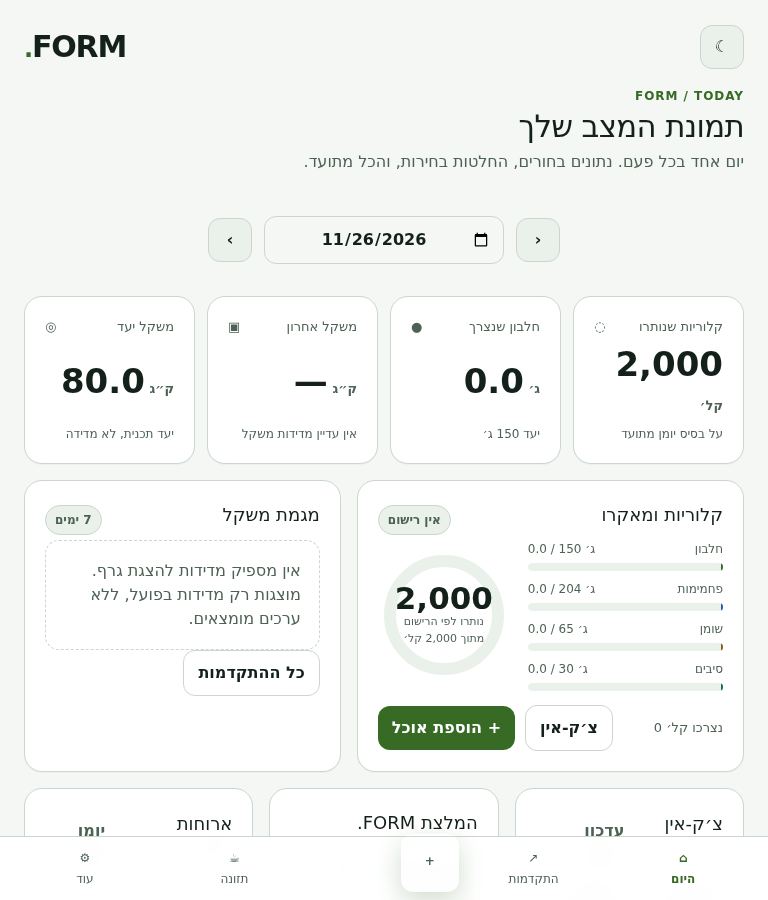 FORM.
FORM / TODAY
תמונת המצב שלך
יום אחד בכל פעם. נתונים בחורים, החלטות בחירות, והכל מתועד.
11/26/2026
קלוריות שנותרו
2,000
קל׳
על בסיס יומן מתועד
חלבון שנצרך
0.0 ג׳
יעד 150 ג׳
משקל אחרון
— ק״ג
אין עדיין מדידות משקל
משקל יעד
80.0 ק״ג
יעד תכנית, לא מדידה
קלוריות ומאקרו
אין רישום
חלבון
0.0 / 150 ג׳
פחמימות
0.0 / 204 ג׳
שומן
0.0 / 65 ג׳
סיבים
0.0 / 30 ג׳
2,000
נותרו לפי הרישום
מתוך 2,000 קל׳
נצרכו קל׳ 0
צ׳ק-אין
+ הוספת אוכל
מגמת משקל
7 ימים
אין מספיק מדידות להצגת גרף.
מוצגות רק מדידות בפועל, ללא
ערכים מומצאים.
כל ההתקדמות
צ׳ק-אין
עדכון
המלצת FORM.
ארוחות
יומן
היום
התקדמות
+
תזונה
עוד